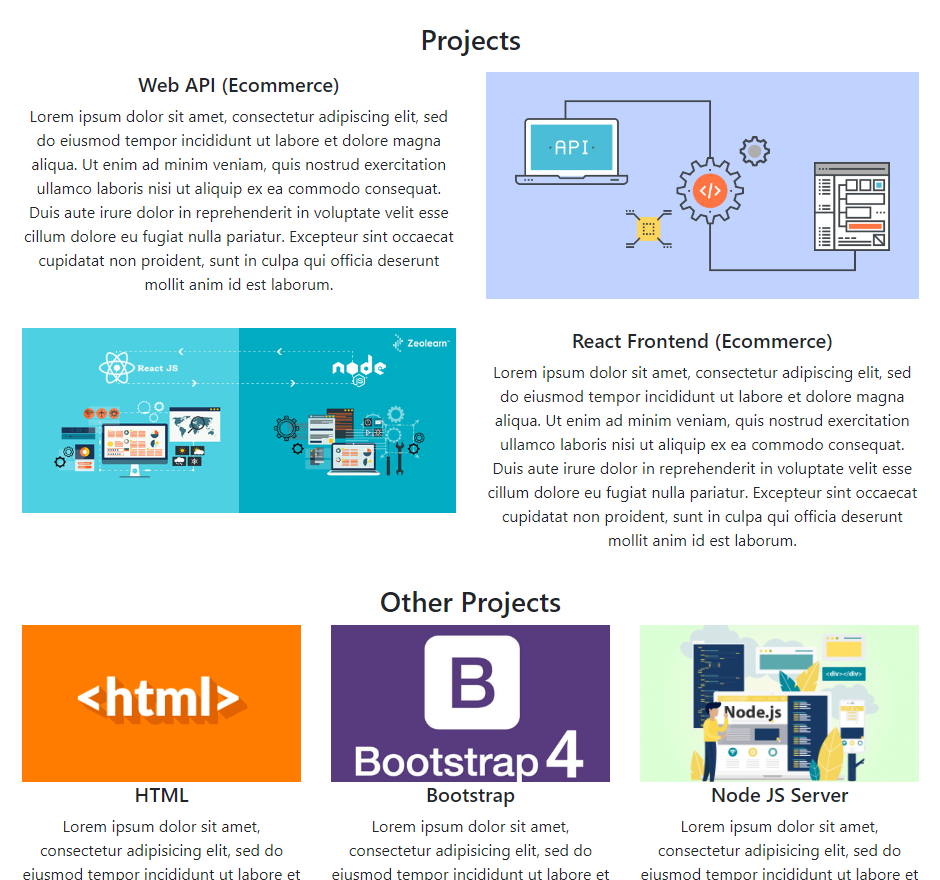 Projects
Web API (Ecommerce)
Lorem ipsum dolor sit amet, consectetur adipiscing elit, sed
do eiusmod tempor incididunt ut labore et dolore magna
aliqua. Ut enim ad minim veniam, quis nostrud exercitation
ullamco laboris nisi ut aliquip ex ea commodo consequat.
Duis aute irure dolor in reprehenderit in voluptate velit esse
cillum dolore eu fugiat nulla pariatur. Excepteur sint occaecat
cupidatat non proident, sunt in culpa qui officia deserunt
mollit anim id est laborum.
API
</>
React JS
node
JS
Zeolearn
React Frontend (Ecommerce)
Lorem ipsum dolor sit amet, consectetur adipiscing elit, sed
do eiusmod tempor incididunt ut labore et dolore magna
aliqua. Ut enim ad minim veniam, quis nostrud exercitation
ullamco laboris nisi ut aliquip ex ea commodo consequat.
Duis aute irure dolor in reprehenderit in voluptate velit esse
cillum dolore eu fugiat nulla pariatur. Excepteur sint occaecat
cupidatat non proident, sunt in culpa qui officia deserunt
mollit anim id est laborum.
Other Projects
<html>
B
Bootstrap 4
<div></div>
Node.js
HTML
Lorem ipsum dolor sit amet,
consectetur adipisicing elit, sed do
eiusmod tempor incididunt ut labore et
Bootstrap
Lorem ipsum dolor sit amet,
consectetur adipisicing elit, sed do
eiusmod tempor incididunt ut labore et
Node JS Server
Lorem ipsum dolor sit amet,
consectetur adipisicing elit, sed do
eiusmod tempor incididunt ut labore et